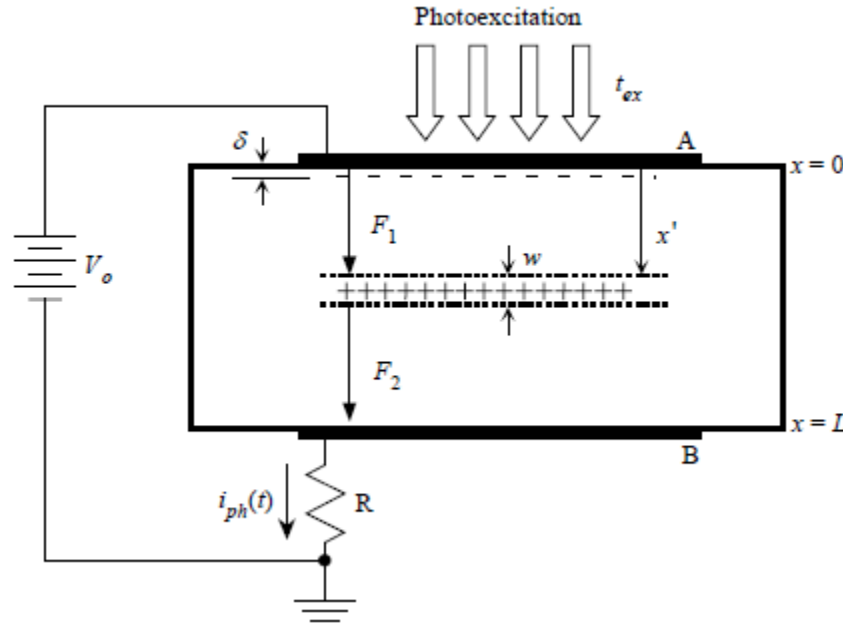 Photoexcitation
t_ex
δ
A
x = 0
F_1
x'
w
V_o
+ + + + + + + + + + + + + + +
F_2
x = L
B
i_ph(t)
R